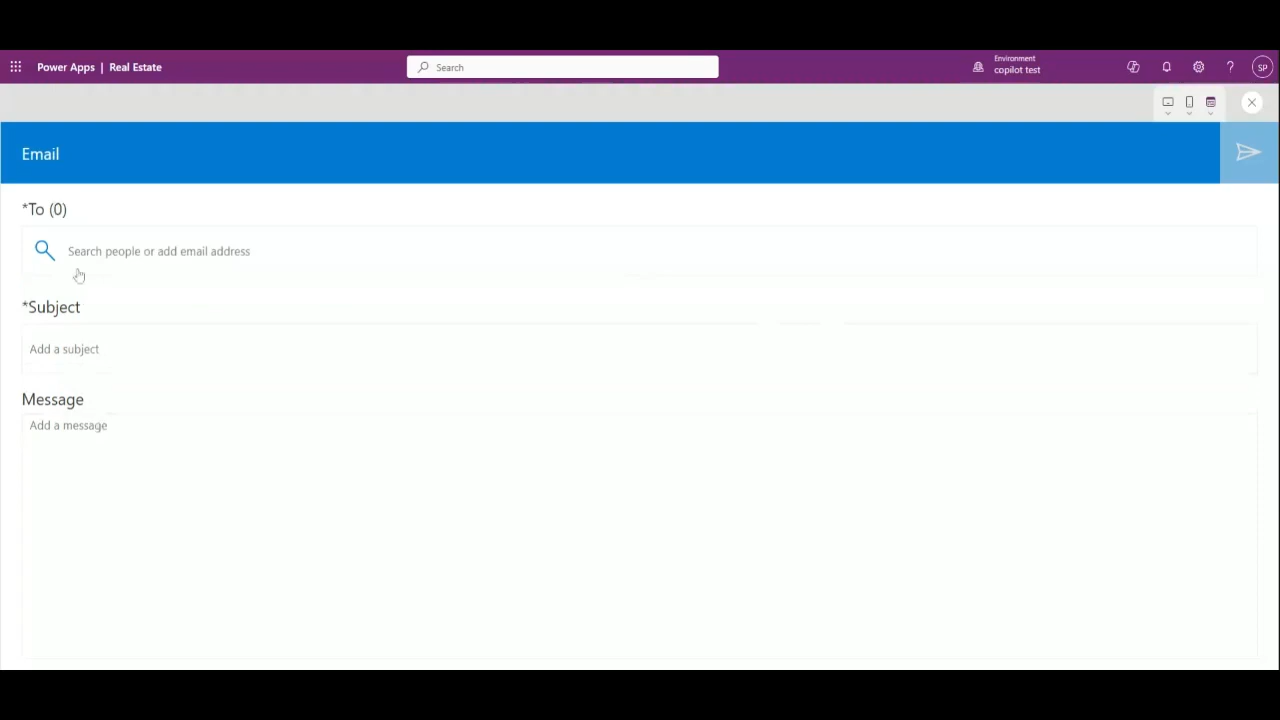 Power Apps | Real Estate
Search
Environment
copilot test
SP
Email
*To (0)
Search people or add email address
*Subject
Add a subject
Message
Add a message